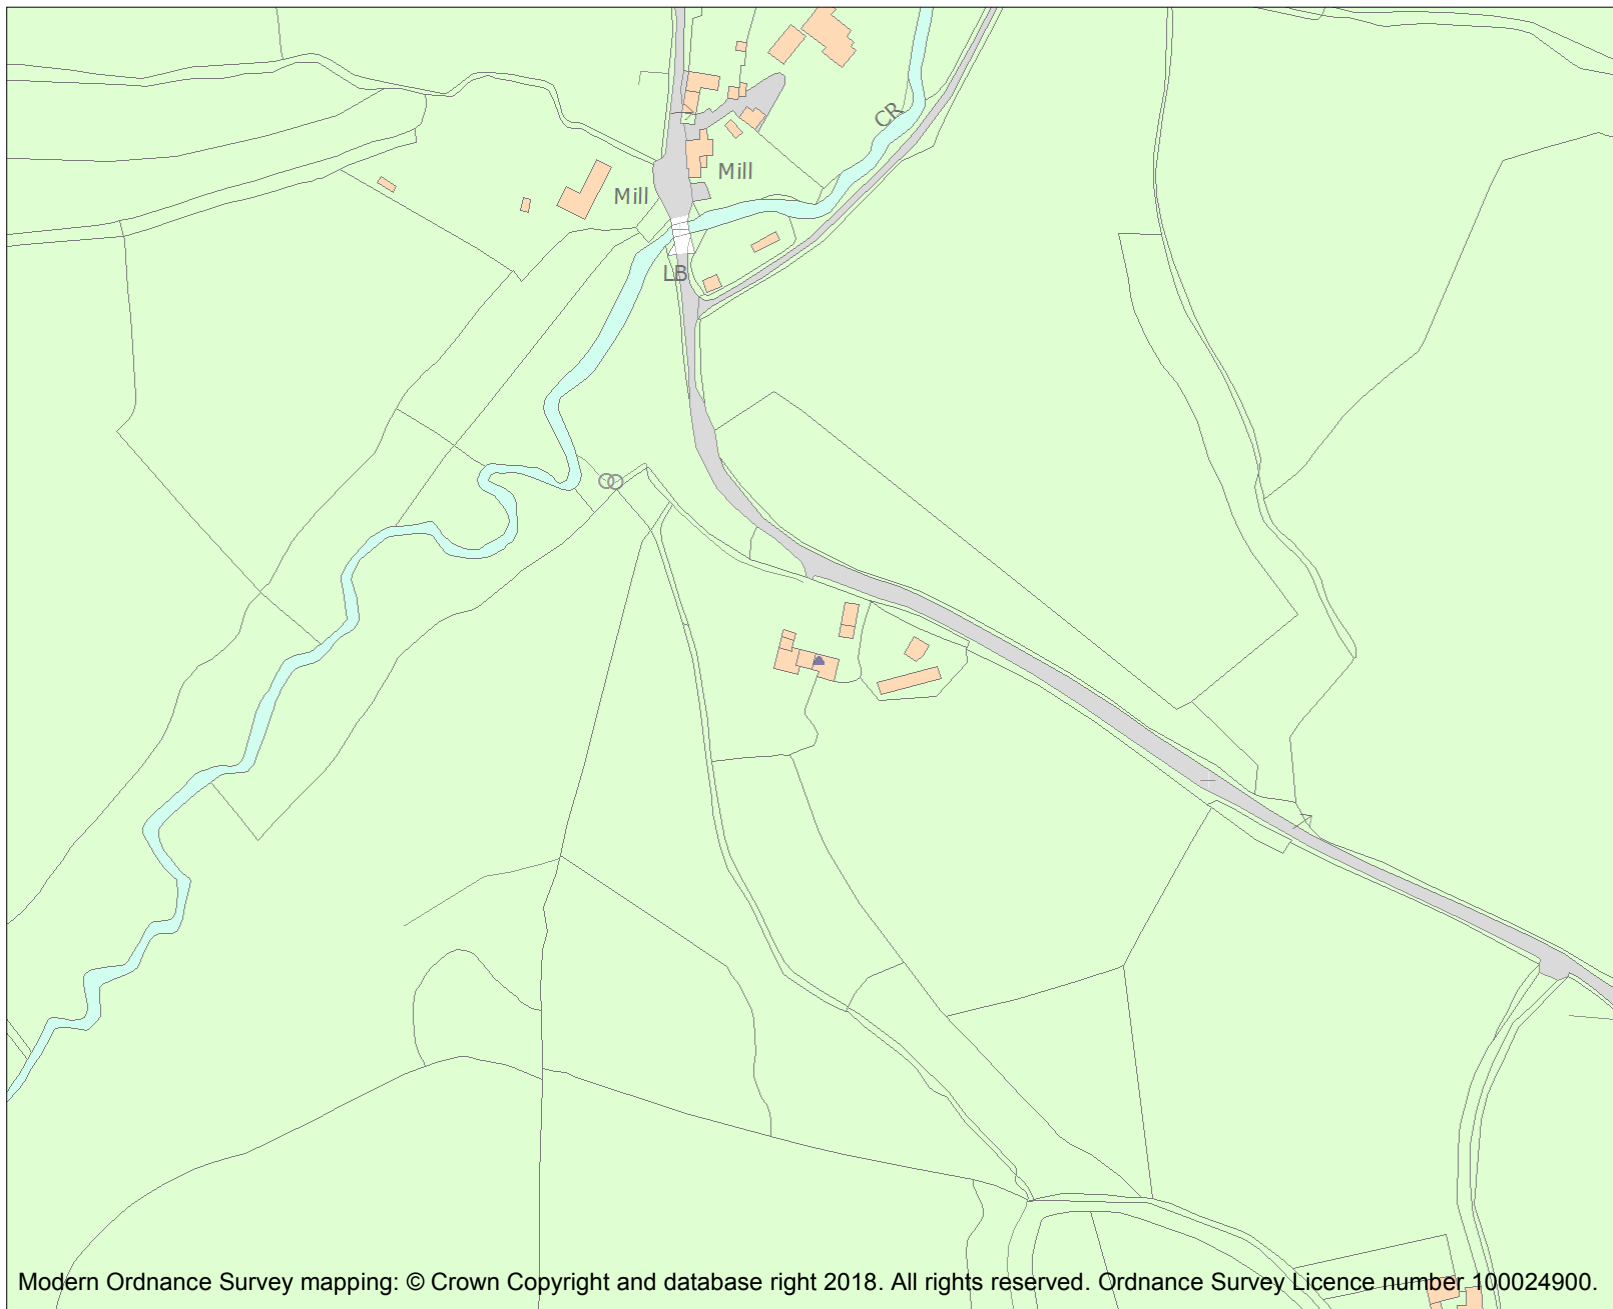 CR
Mill
Mill
LB
Modern Ordnance Survey mapping: © Crown Copyright and database right 2018. All rights reserved. Ordnance Survey Licence number 100024900.